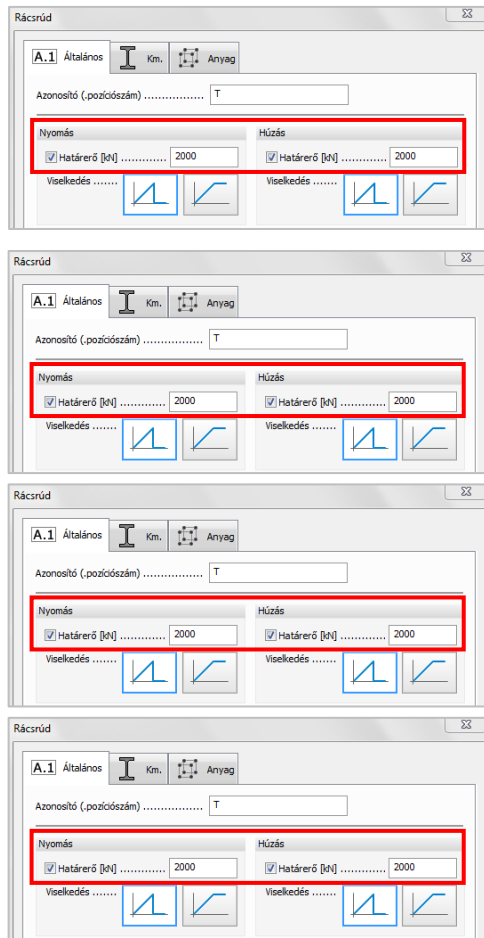 Rácsrúd
A.1 Általános Km. Anyag
Azonosító (.pozíciószám) ................. T
Nyomás Húzás
Határerő [kN] ............. 2000 Határerő [kN] ............. 2000
Viselkedés ....... Viselkedés .......
Rácsrúd
A.1 Általános Km. Anyag
Azonosító (.pozíciószám) ................. T
Nyomás Húzás
Határerő [kN] ............. 2000 Határerő [kN] ............. 2000
Viselkedés ....... Viselkedés .......
Rácsrúd
A.1 Általános Km. Anyag
Azonosító (.pozíciószám) ................. T
Nyomás Húzás
Határerő [kN] ............. 2000 Határerő [kN] ............. 2000
Viselkedés ....... Viselkedés .......
Rácsrúd
A.1 Általános Km. Anyag
Azonosító (.pozíciószám) ................. T
Nyomás Húzás
Határerő [kN] ............. 2000 Határerő [kN] ............. 2000
Viselkedés ....... Viselkedés .......